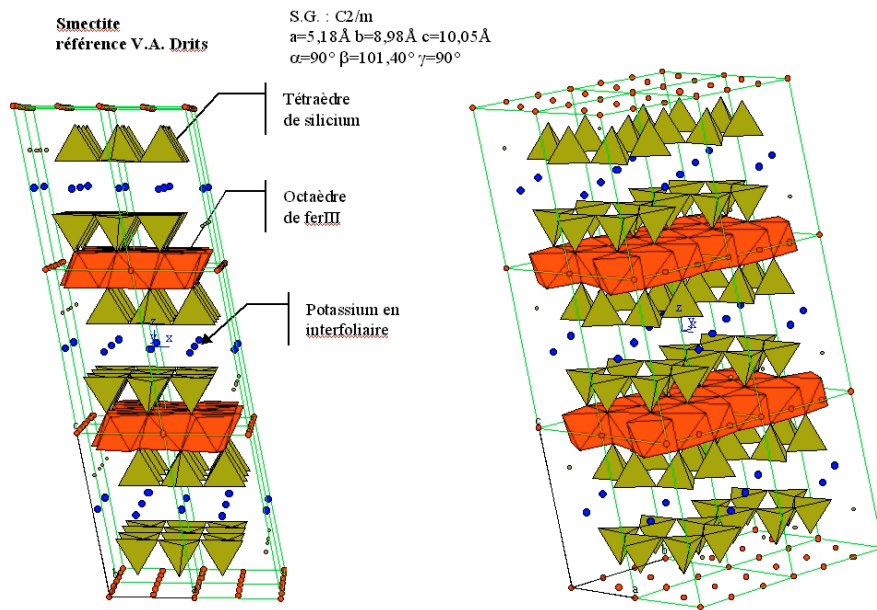 Smectite
référence V.A. Drits
S.G. : C2/m
a=5,18Å b=8,98Å c=10,05Å
α=90° β=101,40° γ=90°
Tétraèdre
de silicium
Octaèdre
de ferIII
Potassium en
interfoliaire
z
x
c
z
c
b
a